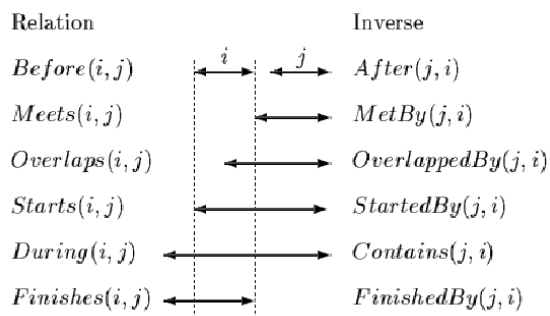 Relation Inverse
Before(i, j) i j After(j, i)
Meets(i, j) MetBy(j, i)
Overlaps(i, j) OverlappedBy(j, i)
Starts(i, j) StartedBy(j, i)
During(i, j) Contains(j, i)
Finishes(i, j) FinishedBy(j, i)